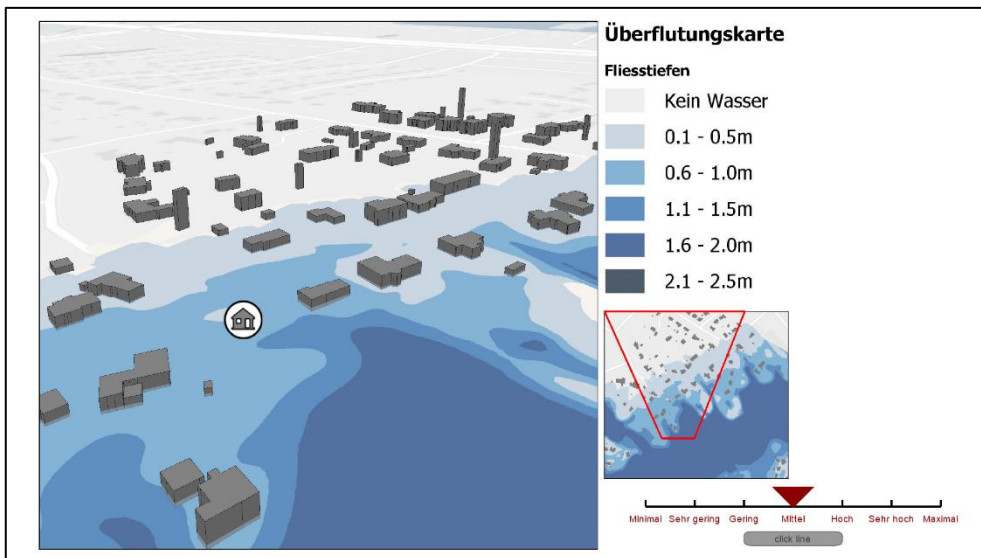 Überflutungskarte
Fliesstiefen
Kein Wasser
0.1 - 0.5m
0.6 - 1.0m
1.1 - 1.5m
1.6 - 2.0m
2.1 - 2.5m
Minimal Sehr gering Gering Mittel Hoch Sehr hoch Maximal
click line